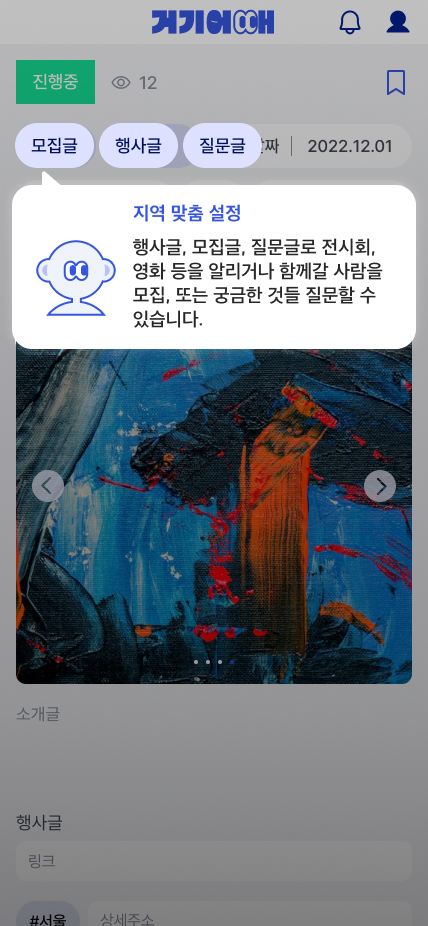 거기어때
진행중
12
모집글 행사글 질문글 날짜 2022.12.01
지역 맞춤 설정
행사글, 모집글, 질문글로 전시회,
영화 등을 알리거나 함께갈 사람을
모집, 또는 궁금한 것들 질문할 수
있습니다.
소개글
행사글
링크
#서울 상세주소